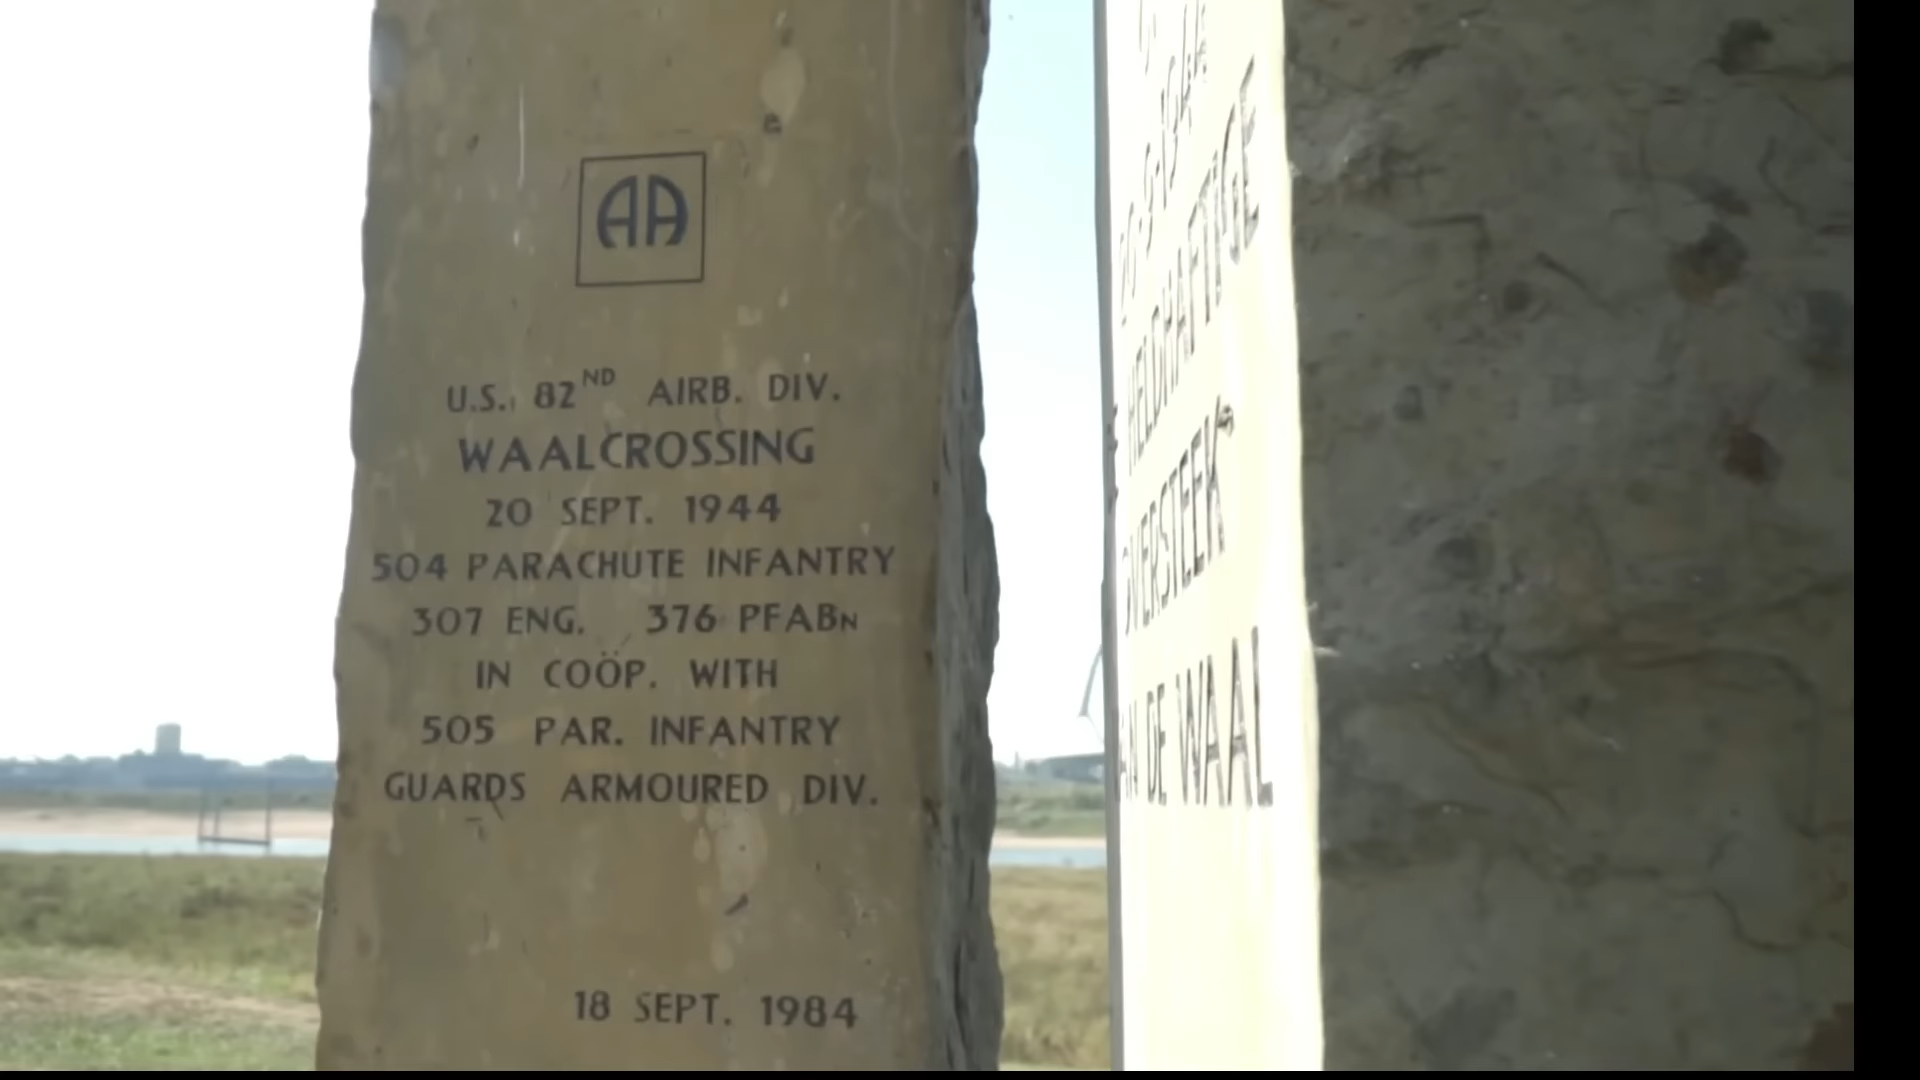 AA
U.S. 82ND AIRB. DIV.
WAALCROSSING
20 SEPT. 1944
504 PARACHUTE INFANTRY
307 ENG. 376 PFABN
IN COÖP. WITH
505 PAR. INFANTRY
GUARDS ARMOURED DIV.
18 SEPT. 1984
HELDHAFTIGE
OVERSTEEK
DE WAAL